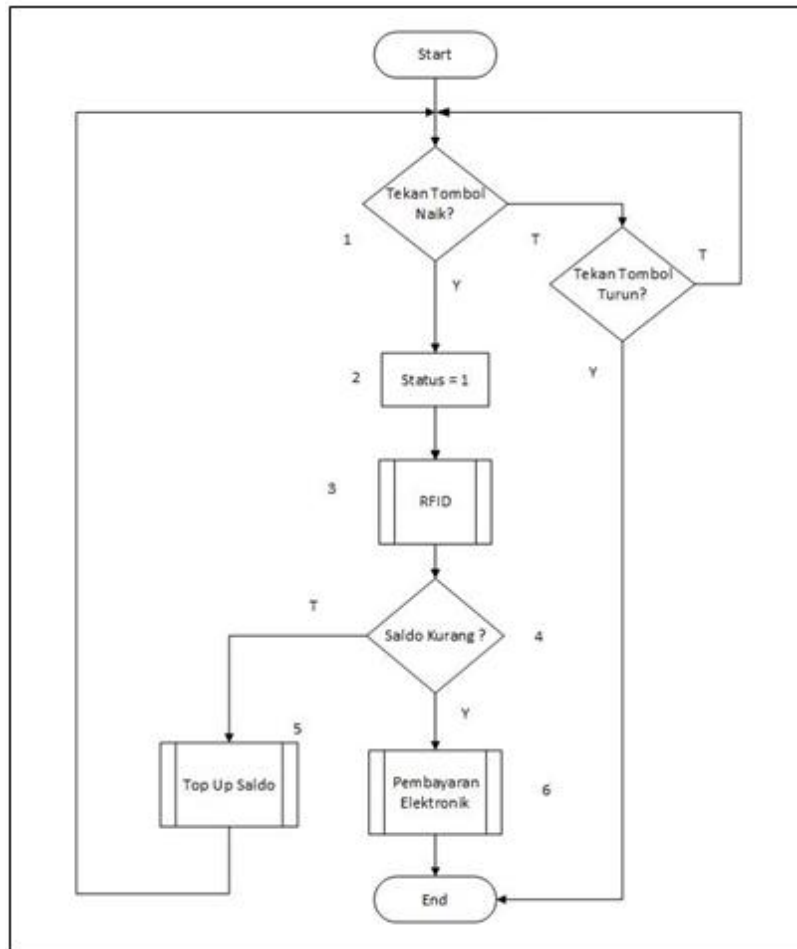 Start
Tekan Tombol
Naik?
1
T
Tekan Tombol
Turun?
T
Y
Y
2
Status = 1
3
RFID
T
Saldo Kurang ?
4
Y
5
Top Up Saldo
Pembayaran
Elektronik
6
End